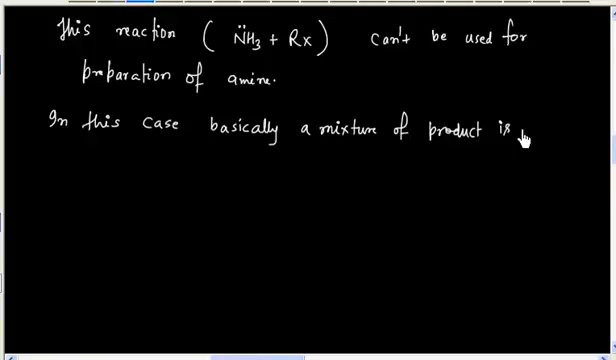 This reaction ( N̈H3 + Rx ) can't be used for
preparation of amine.
In this case basically a mixture of product is